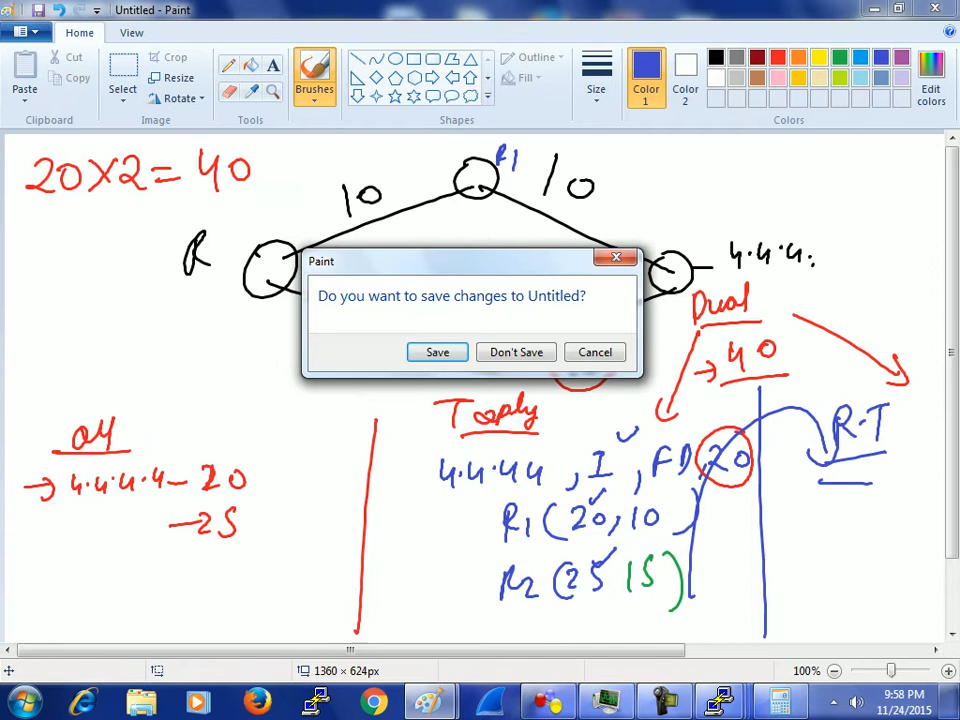 Untitled - Paint
Home View
Paste
Cut
Copy
Clipboard
Select
Crop
Resize
Rotate
Image
Tools
Brushes
Shapes
Outline
Fill
Size
Color 1
Color 2
Edit colors
Colors
20X2=40
10
R1
10
R
4.4.4.
Paint
Do you want to save changes to Untitled?
Save Don't Save Cancel
Dual
→ 40
Toply
R.T
→ 4.4.4.4 - 20
- 25
4.4.44 , I , FD, 20
R1 (20, 10 )
R2 (25 15)
1360 × 624px
100%
9:58 PM
11/24/2015